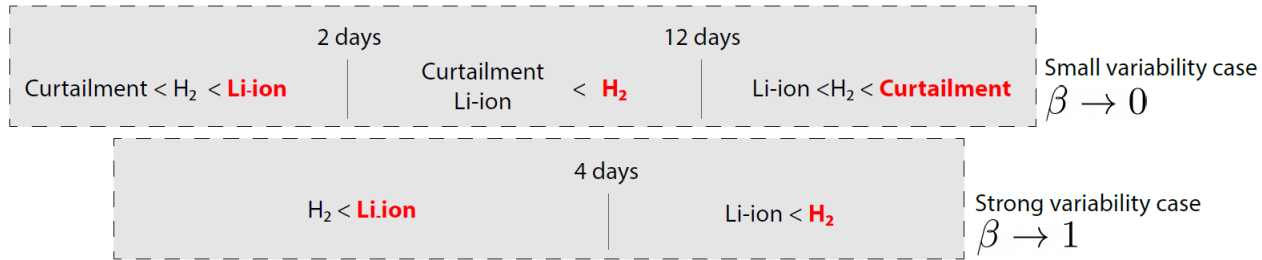 2 days 12 days
Curtailment < H₂ < Li-ion Curtailment Li-ion < H₂ Li-ion <H₂ < Curtailment
Small variability case
β → 0
4 days
H₂ < Li-ion Li-ion < H₂
Strong variability case
β → 1